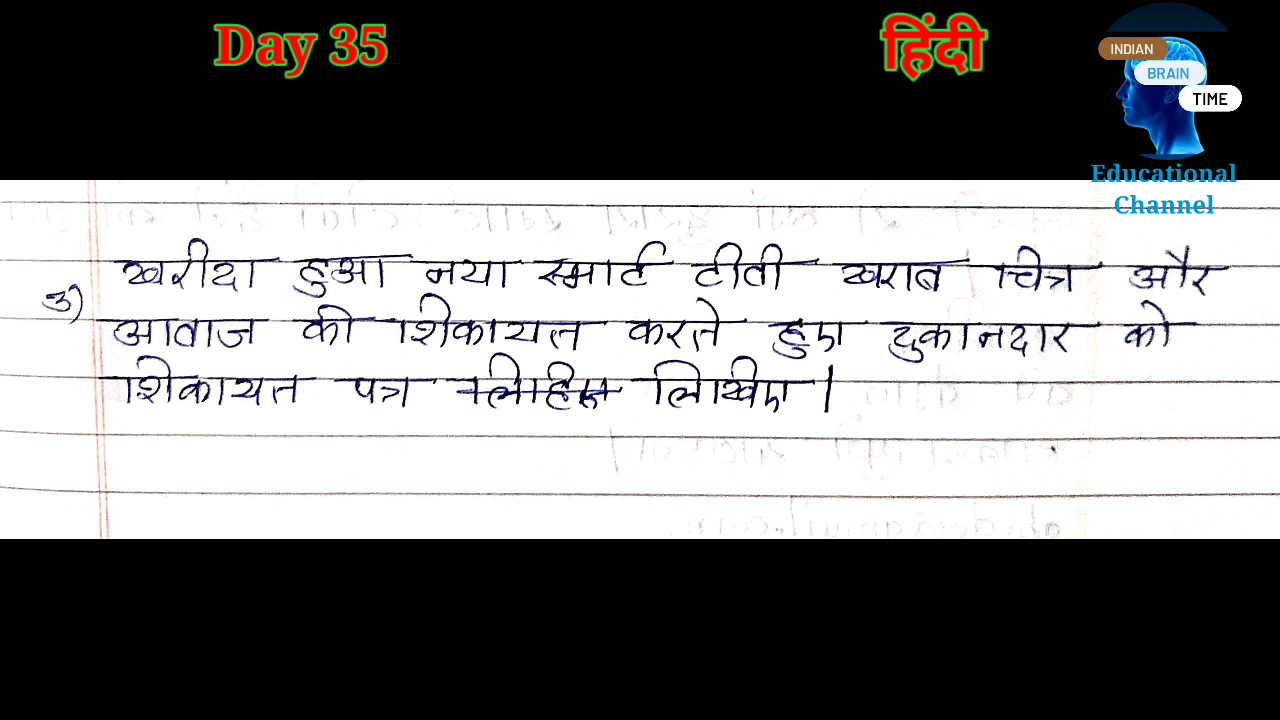 Day 35
हिंदी
INDIAN
BRAIN
TIME
Educational
Channel
खरीदा हुआ नया स्मार्ट टीवी खराब चित्र और
3) आवाज की शिकायत करते हुए दुकानदार को
शिकायत पत्र लिखिए।